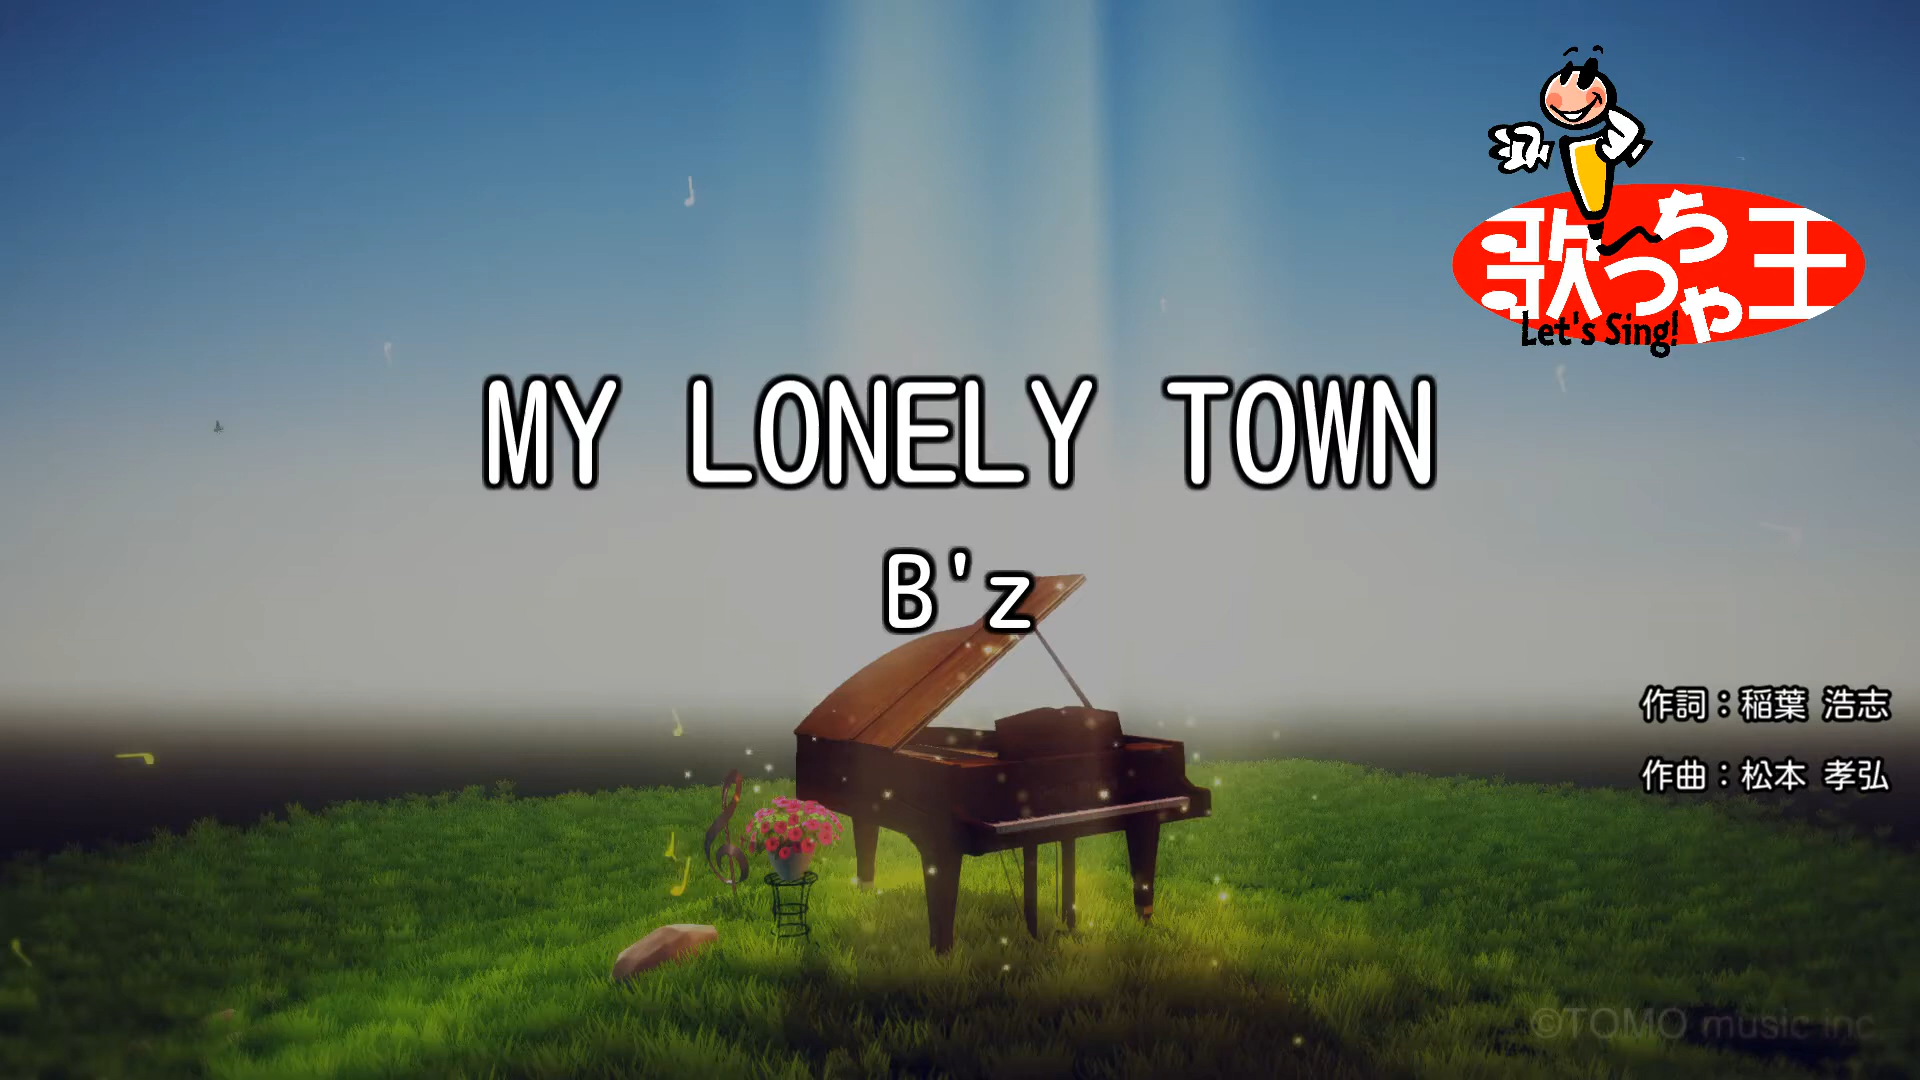 歌っちゃ王
Let's Sing!
MY LONELY TOWN
B'z
作詞：稲葉 浩志
作曲：松本 孝弘
©TOMO music inc